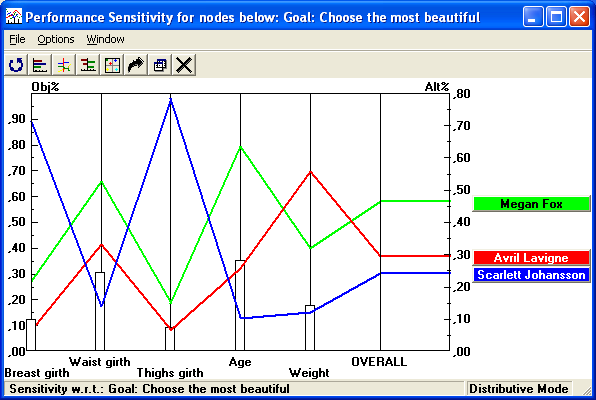 Performance Sensitivity for nodes below: Goal: Choose the most beautiful
File Options Window
Obj% Alt%
,90
,80
,70
,60
,50
,40
,30
,20
,10
,00
,80
,70
,60
,50
,40
,30
,20
,10
,00
Megan Fox
Avril Lavigne
Scarlett Johansson
Waist girth Age OVERALL
Breast girth Thighs girth Weight
Sensitivity w.r.t.: Goal: Choose the most beautiful Distributive Mode